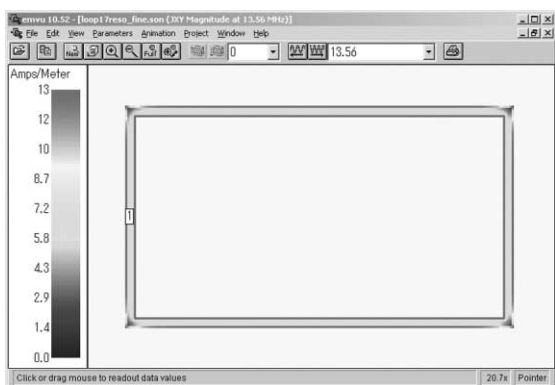 emvu 10.52 - [loop17reso_fine.son (JXY Magnitude at 13.56 MHz)]
File Edit View Parameters Animation Project Window Help
Full 0 13.56
Amps/Meter
13
12
10
8.7
7.2
5.8
4.3
2.9
1.4
0.0
1
Click or drag mouse to readout data values 20.7x Pointer